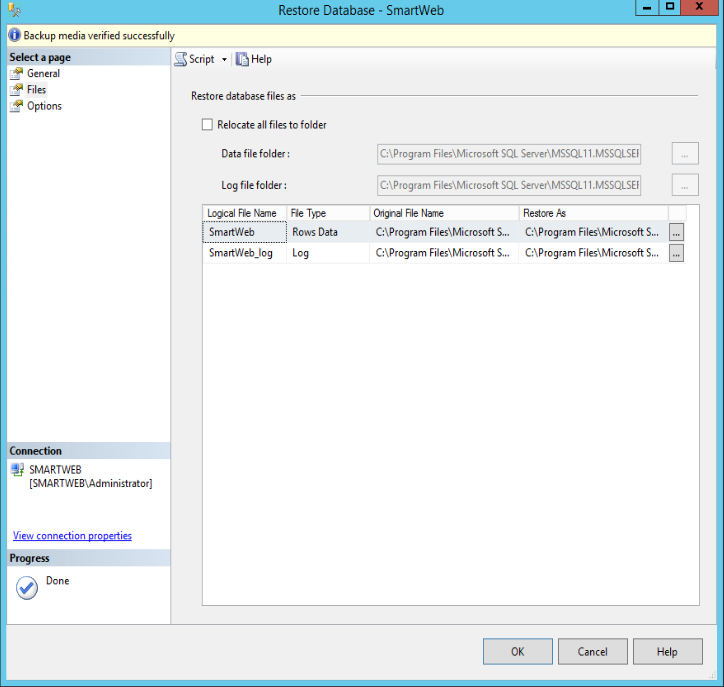 Restore Database - SmartWeb
Backup media verified successfully
Select a page
General
Files
Options
Script
Help
Restore database files as
Relocate all files to folder
Data file folder :
C:\Program Files\Microsoft SQL Server\MSSQL11.MSSQLSEF
...
Log file folder :
C:\Program Files\Microsoft SQL Server\MSSQL11.MSSQLSEF
...
Logical File Name File Type Original File Name Restore As
SmartWeb Rows Data C:\Program Files\Microsoft S... C:\Program Files\Microsoft S... ...
SmartWeb_log Log C:\Program Files\Microsoft S... C:\Program Files\Microsoft S... ...
Connection
SMARTWEB
[SMARTWEB\Administrator]
View connection properties
Progress
Done
OK Cancel Help